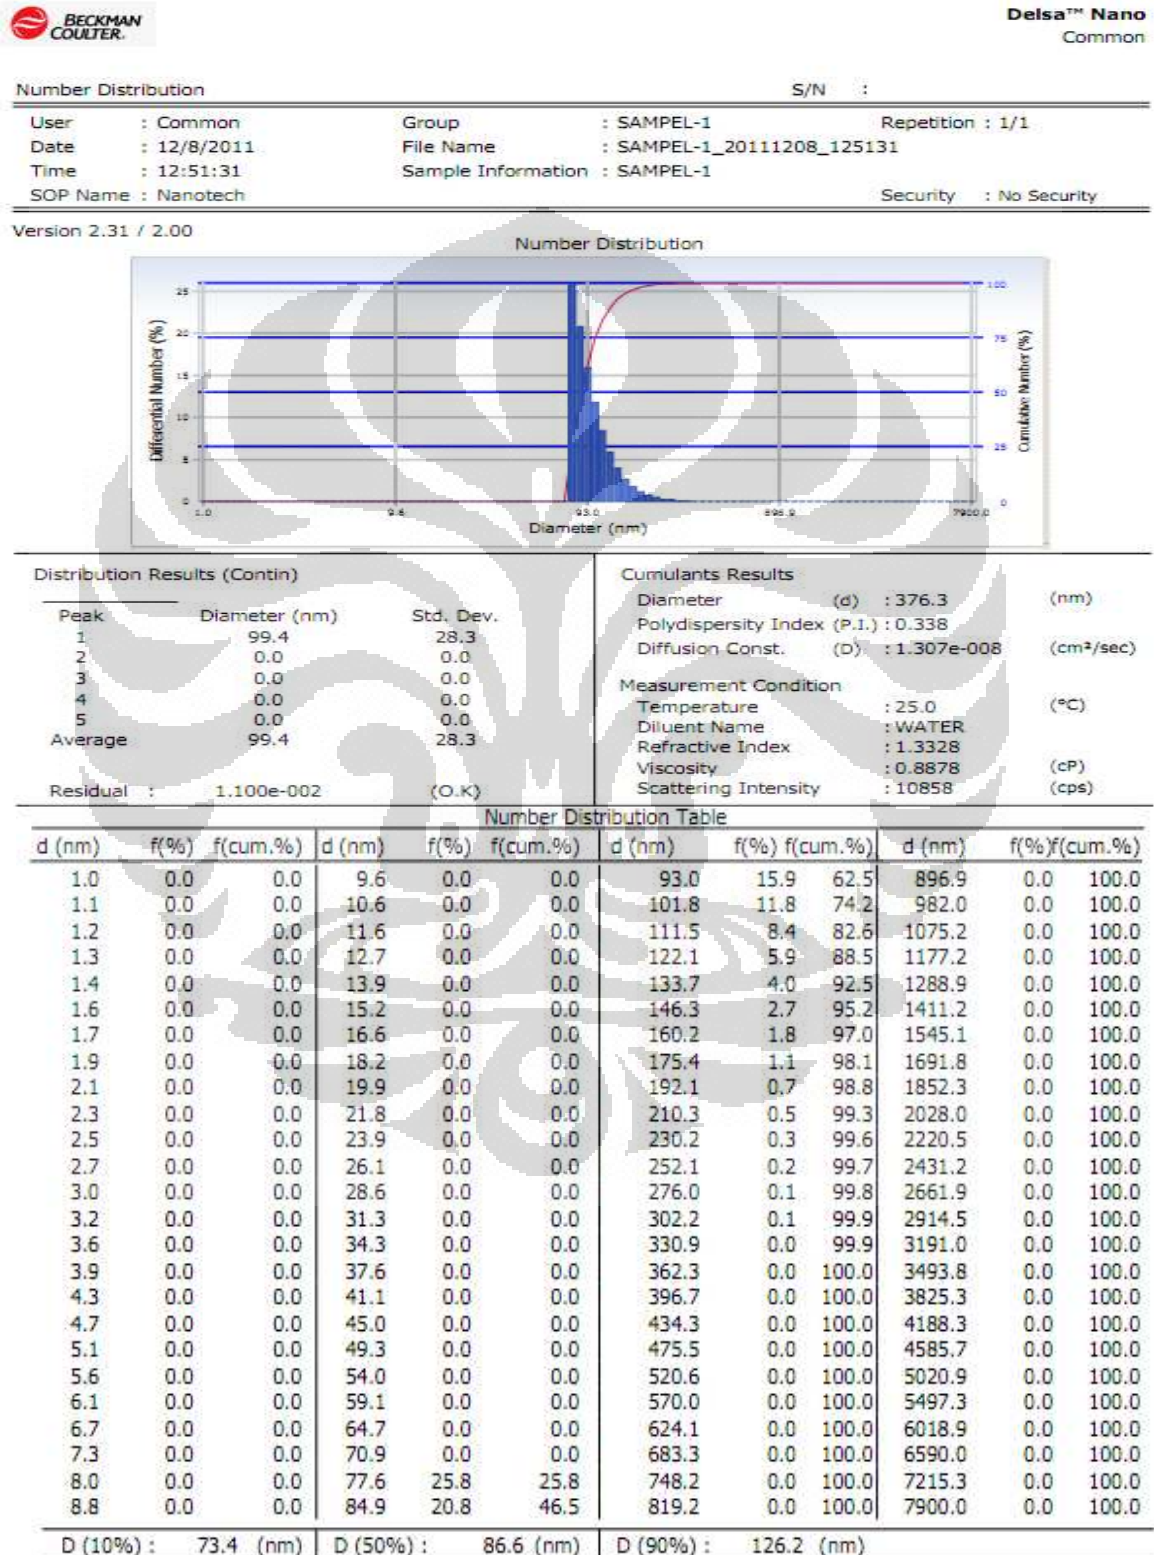 BECKMAN
COULTER.
Delsa™ Nano
Common
Number Distribution S/N :
User : Common Group : SAMPEL-1 Repetition : 1/1
Date : 12/8/2011 File Name : SAMPEL-1_20111208_125131
Time : 12:51:31 Sample Information : SAMPEL-1
SOP Name : Nanotech Security : No Security
Version 2.31 / 2.00
Number Distribution
Differential Number (%)
25
20
15
10
5
0
Cumulative Number (%)
100
75
50
25
0
1.0 9.6 93.0 896.9 7900.0
Diameter (nm)
Distribution Results (Contin)
Peak Diameter (nm) Std. Dev.
1 99.4 28.3
2 0.0 0.0
3 0.0 0.0
4 0.0 0.0
5 0.0 0.0
Average 99.4 28.3
Residual : 1.100e-002 (O.K)
Cumulants Results
Diameter (d) : 376.3 (nm)
Polydispersity Index (P.I.) : 0.338
Diffusion Const. (D) : 1.307e-008 (cm²/sec)
Measurement Condition
Temperature : 25.0 (°C)
Diluent Name : WATER
Refractive Index : 1.3328
Viscosity : 0.8878 (cP)
Scattering Intensity : 10858 (cps)
Number Distribution Table
d (nm) f(%) f(cum.%) d (nm) f(%) f(cum.%) d (nm) f(%) f(cum.%) d (nm) f(%)f(cum.%)
1.0 0.0 0.0 9.6 0.0 0.0 93.0 15.9 62.5 896.9 0.0 100.0
1.1 0.0 0.0 10.6 0.0 0.0 101.8 11.8 74.2 982.0 0.0 100.0
1.2 0.0 0.0 11.6 0.0 0.0 111.5 8.4 82.6 1075.2 0.0 100.0
1.3 0.0 0.0 12.7 0.0 0.0 122.1 5.9 88.5 1177.2 0.0 100.0
1.4 0.0 0.0 13.9 0.0 0.0 133.7 4.0 92.5 1288.9 0.0 100.0
1.6 0.0 0.0 15.2 0.0 0.0 146.3 2.7 95.2 1411.2 0.0 100.0
1.7 0.0 0.0 16.6 0.0 0.0 160.2 1.8 97.0 1545.1 0.0 100.0
1.9 0.0 0.0 18.2 0.0 0.0 175.4 1.1 98.1 1691.8 0.0 100.0
2.1 0.0 0.0 19.9 0.0 0.0 192.1 0.7 98.8 1852.3 0.0 100.0
2.3 0.0 0.0 21.8 0.0 0.0 210.3 0.5 99.3 2028.0 0.0 100.0
2.5 0.0 0.0 23.9 0.0 0.0 230.2 0.3 99.6 2220.5 0.0 100.0
2.7 0.0 0.0 26.1 0.0 0.0 252.1 0.2 99.7 2431.2 0.0 100.0
3.0 0.0 0.0 28.6 0.0 0.0 276.0 0.1 99.8 2661.9 0.0 100.0
3.2 0.0 0.0 31.3 0.0 0.0 302.2 0.1 99.9 2914.5 0.0 100.0
3.6 0.0 0.0 34.3 0.0 0.0 330.9 0.0 99.9 3191.0 0.0 100.0
3.9 0.0 0.0 37.6 0.0 0.0 362.3 0.0 100.0 3493.8 0.0 100.0
4.3 0.0 0.0 41.1 0.0 0.0 396.7 0.0 100.0 3825.3 0.0 100.0
4.7 0.0 0.0 45.0 0.0 0.0 434.3 0.0 100.0 4188.3 0.0 100.0
5.1 0.0 0.0 49.3 0.0 0.0 475.5 0.0 100.0 4585.7 0.0 100.0
5.6 0.0 0.0 54.0 0.0 0.0 520.6 0.0 100.0 5020.9 0.0 100.0
6.1 0.0 0.0 59.1 0.0 0.0 570.0 0.0 100.0 5497.3 0.0 100.0
6.7 0.0 0.0 64.7 0.0 0.0 624.1 0.0 100.0 6018.9 0.0 100.0
7.3 0.0 0.0 70.9 0.0 0.0 683.3 0.0 100.0 6590.0 0.0 100.0
8.0 0.0 0.0 77.6 25.8 25.8 748.2 0.0 100.0 7215.3 0.0 100.0
8.8 0.0 0.0 84.9 20.8 46.5 819.2 0.0 100.0 7900.0 0.0 100.0
D (10%) : 73.4 (nm) D (50%) : 86.6 (nm) D (90%) : 126.2 (nm)